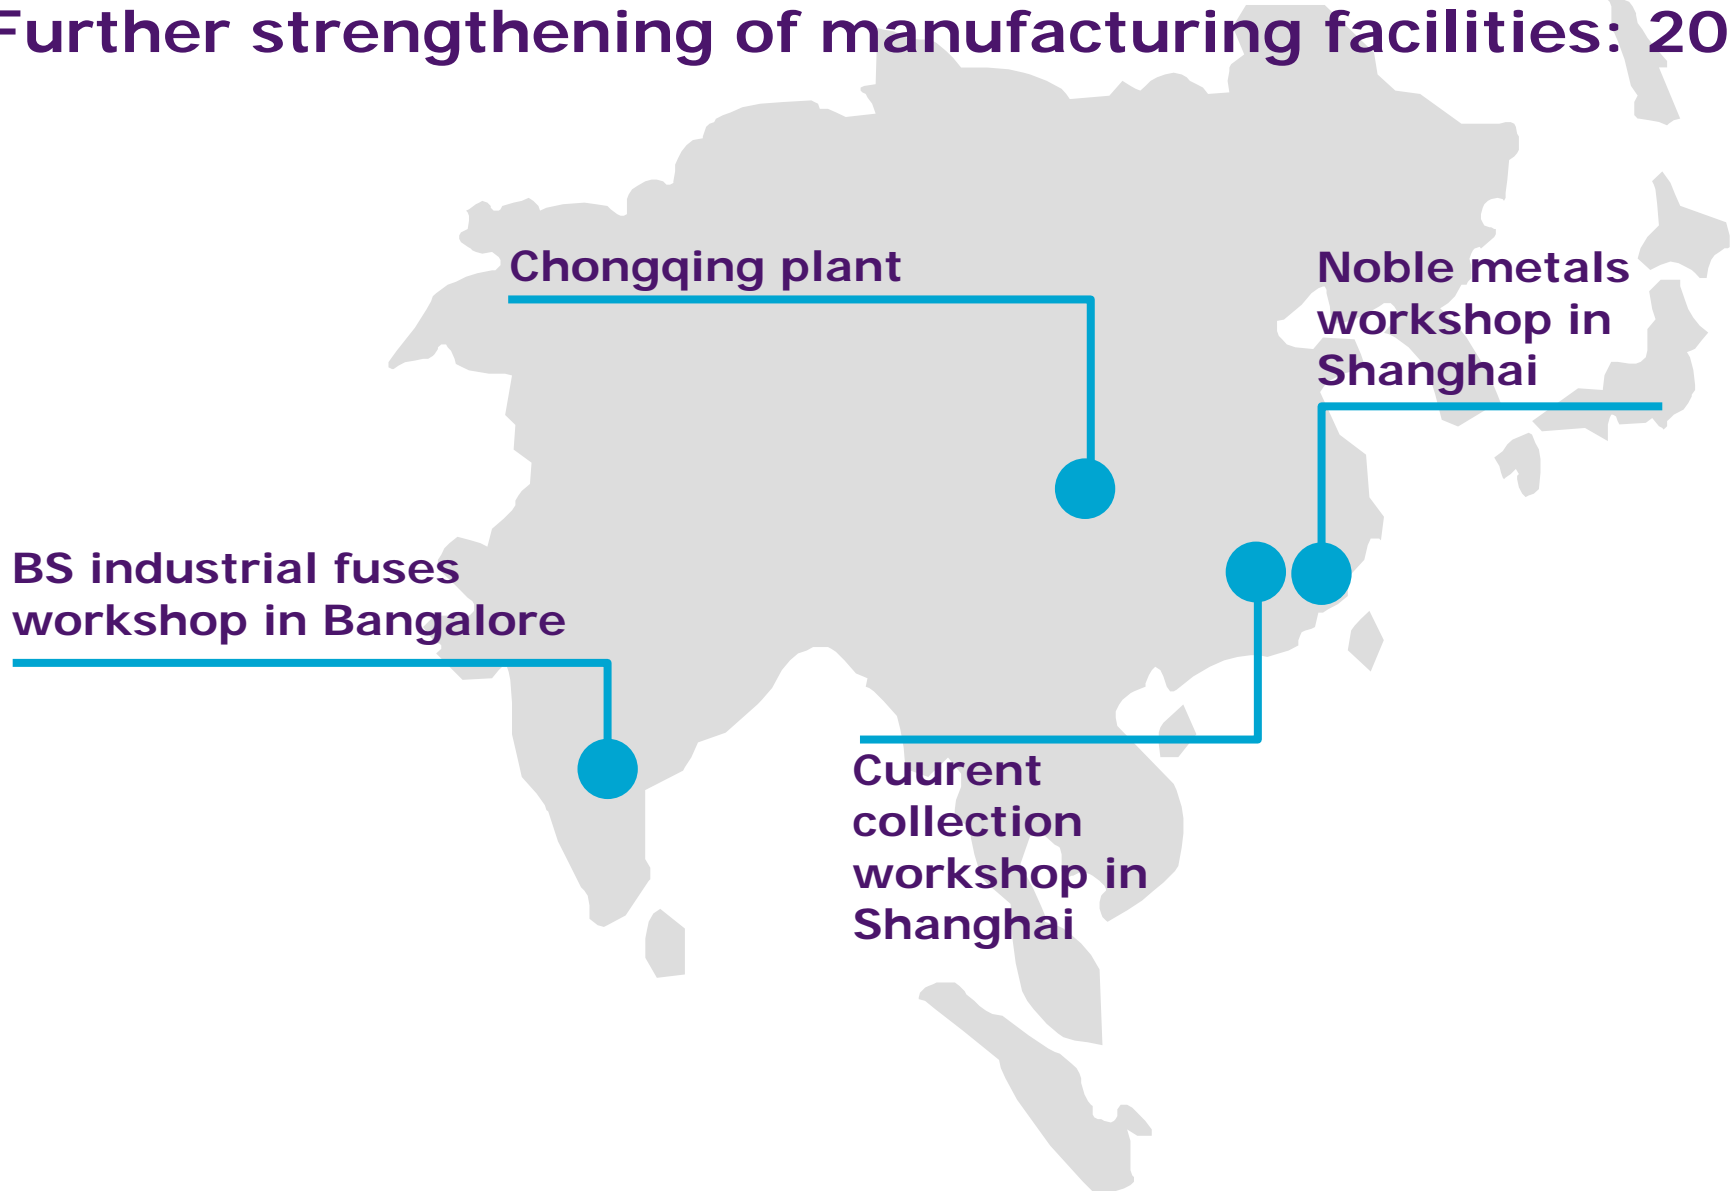 Further strengthening of manufacturing facilities: 20
Chongqing plant
Noble metals
workshop in
Shanghai
BS industrial fuses
workshop in Bangalore
Cuurent
collection
workshop in
Shanghai